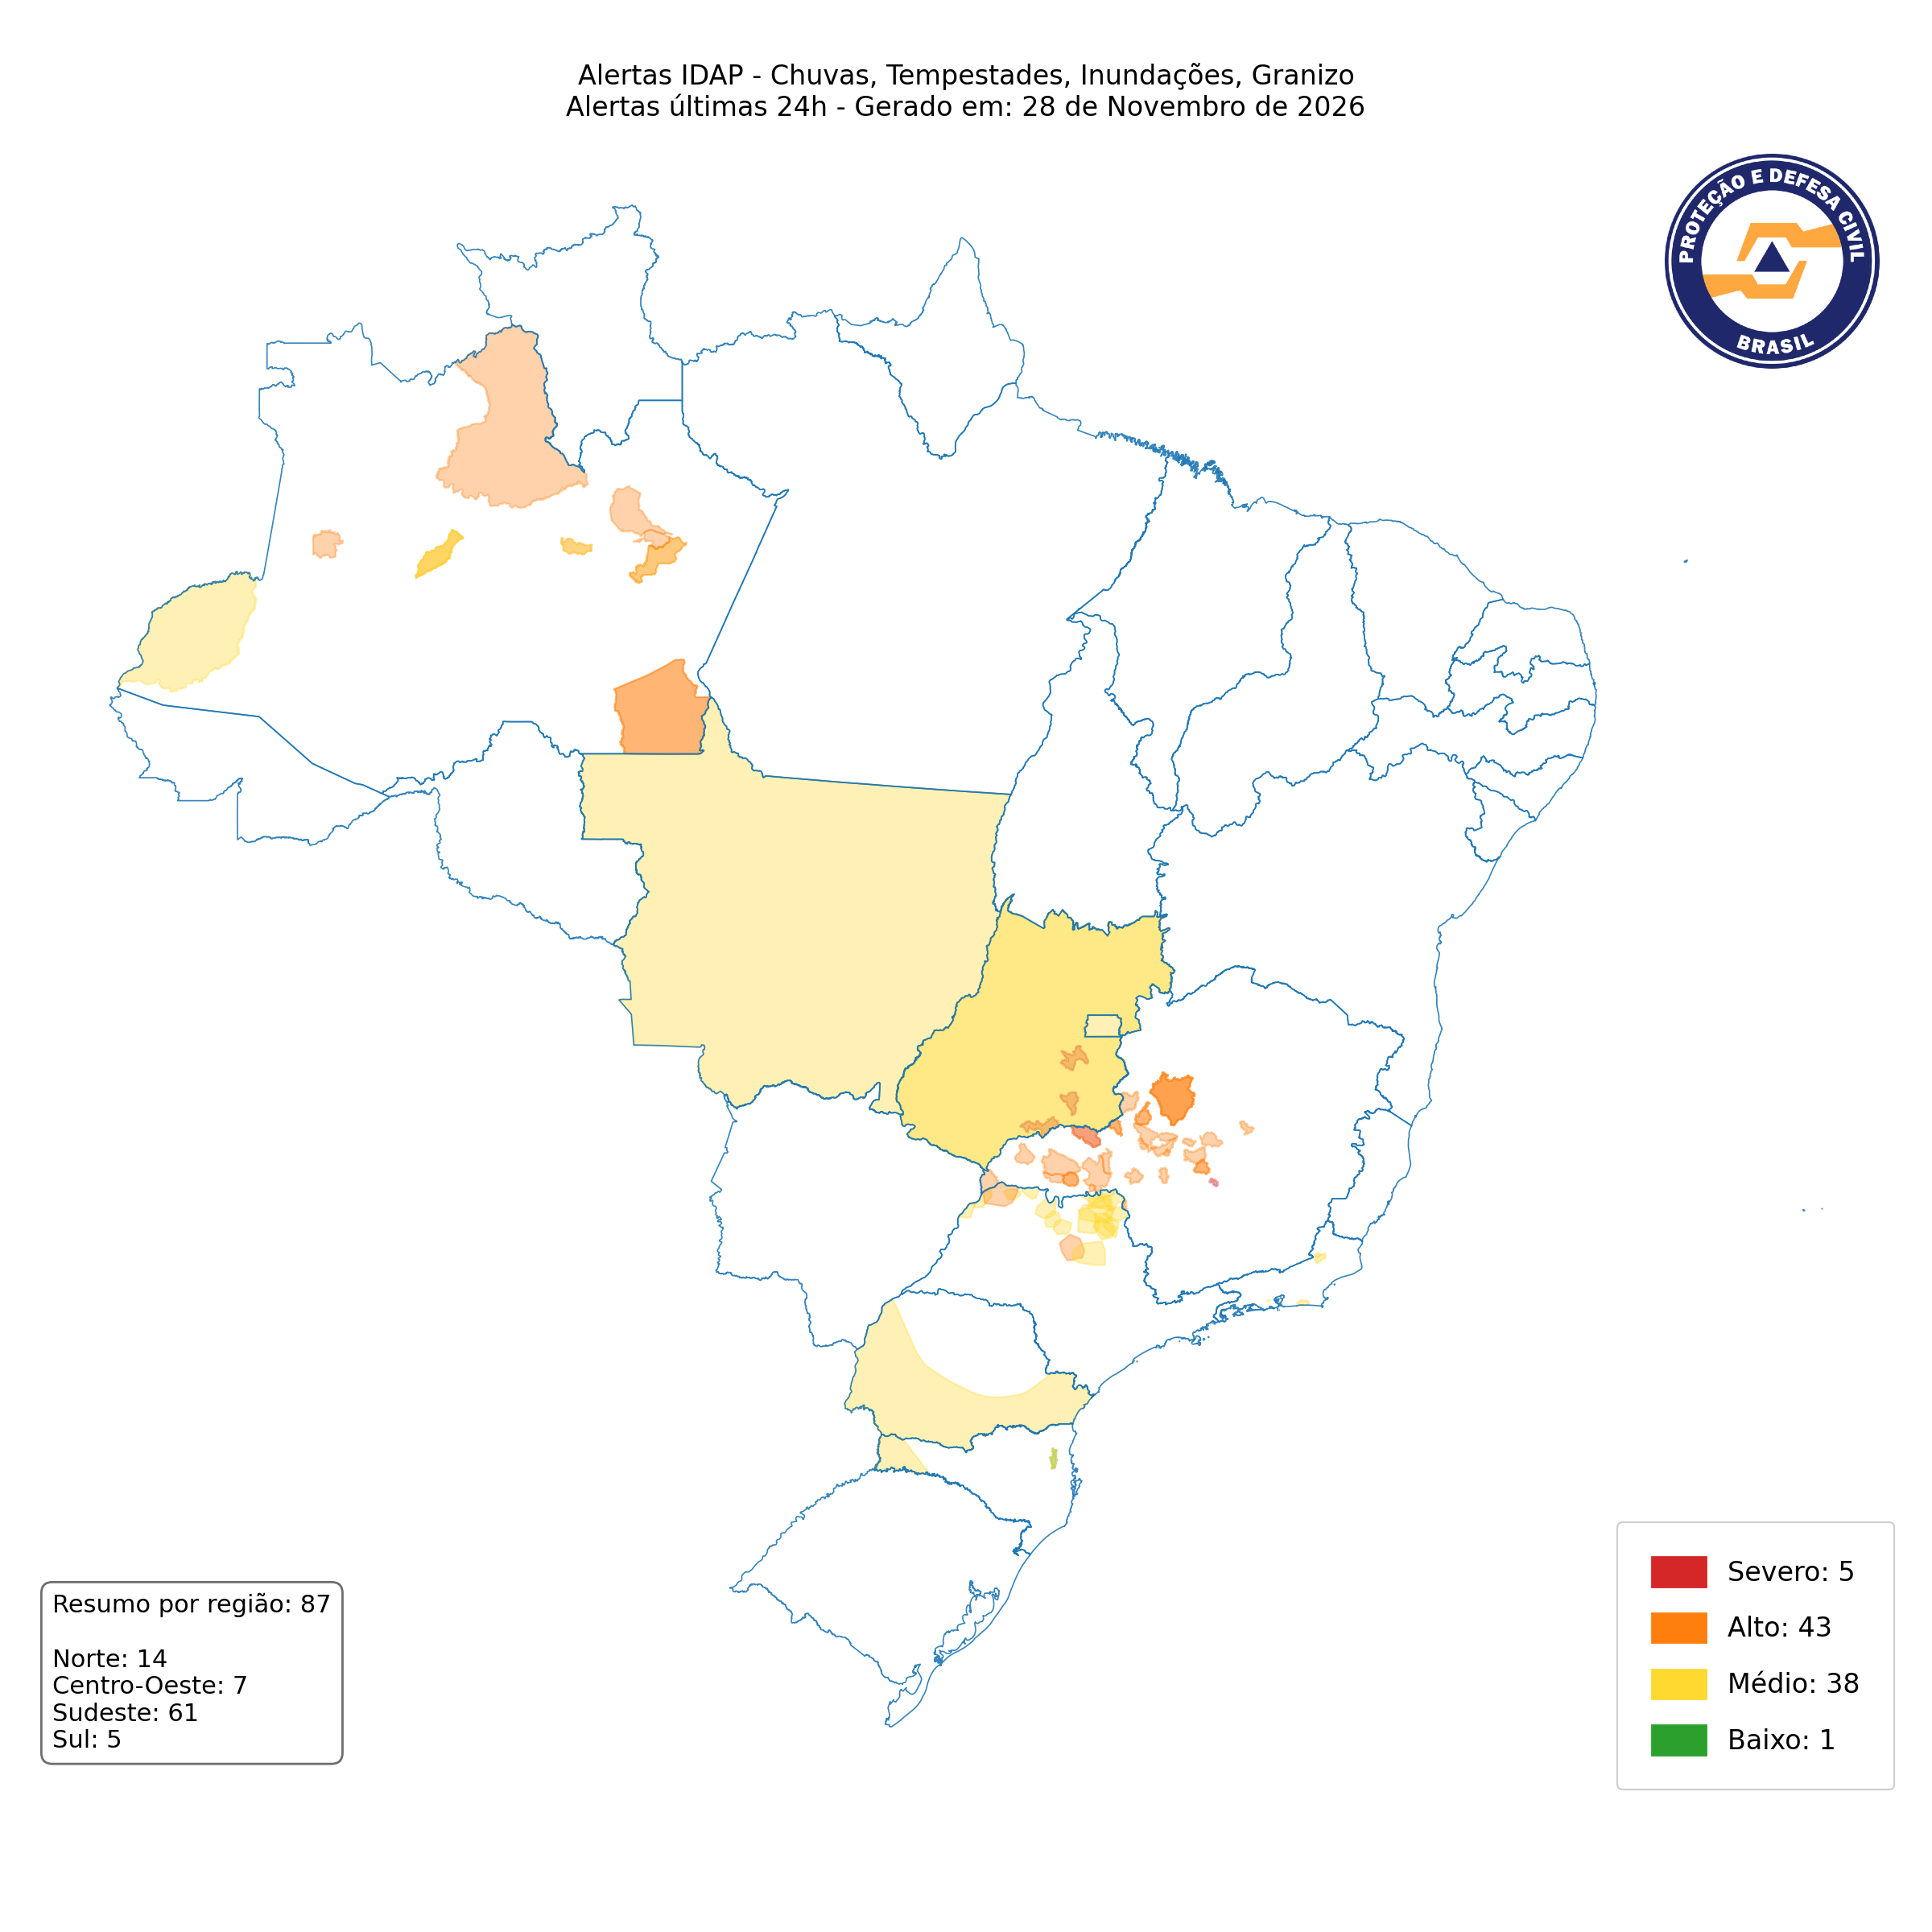 Alertas IDAP - Chuvas, Tempestades, Inundações, Granizo
Alertas últimas 24h - Gerado em: 28 de Novembro de 2026
PROTEÇÃO E DEFESA CIVIL
BRASIL
Severo: 5
Alto: 43
Médio: 38
Baixo: 1
Resumo por região: 87
Norte: 14
Centro-Oeste: 7
Sudeste: 61
Sul: 5